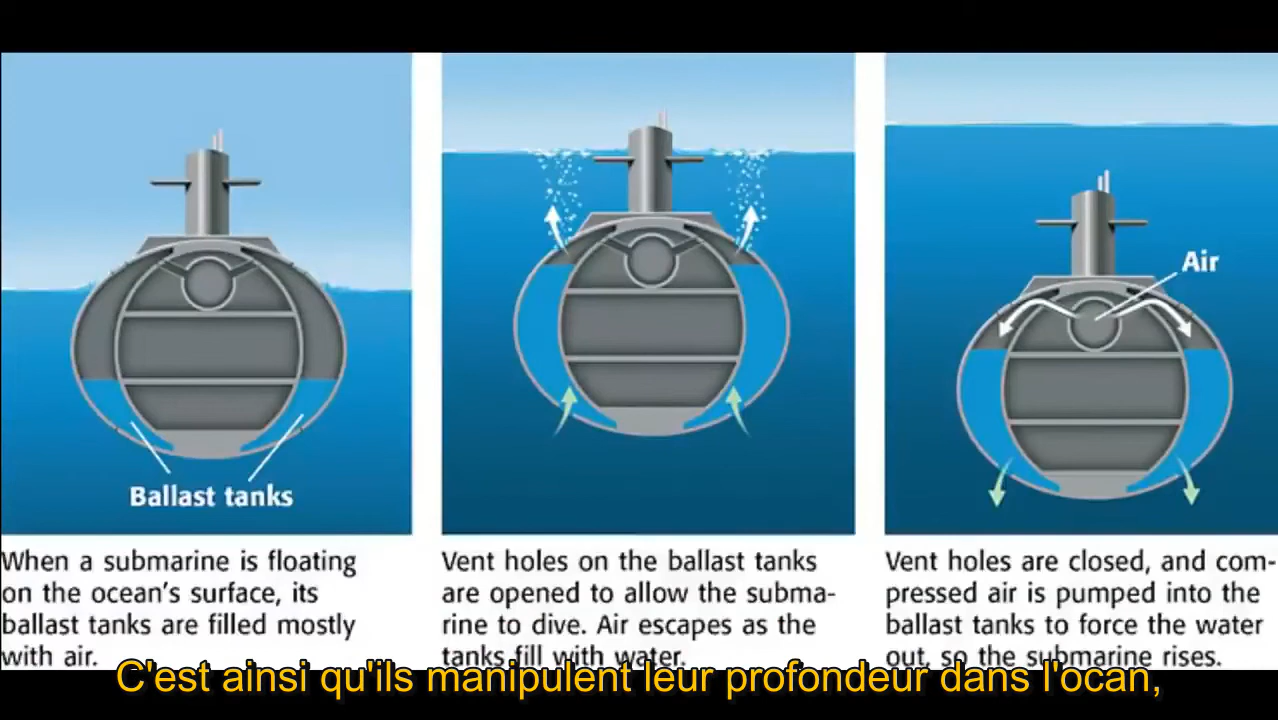 Ballast tanks
When a submarine is floating
on the ocean's surface, its
ballast tanks are filled mostly
with air.
Vent holes on the ballast tanks
are opened to allow the subma-
rine to dive. Air escapes as the
tanks fill with water.
Air
Vent holes are closed, and com-
pressed air is pumped into the
ballast tanks to force the water
out, so the submarine rises.
C'est ainsi qu'ils manipulent leur profondeur dans l'ocan,